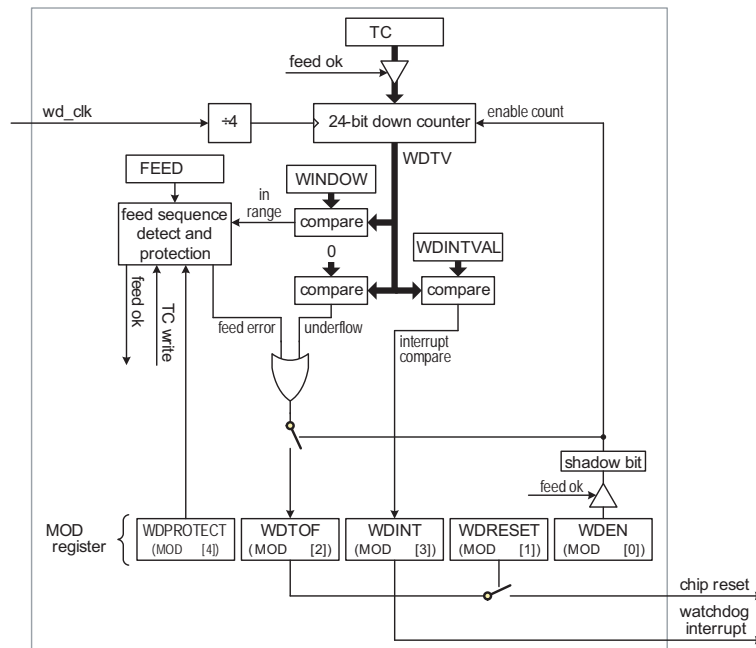 TC
feed ok
wd_clk
÷4
24-bit down counter
enable count
WDTV
FEED
WINDOW
in
range
compare
feed sequence
detect and
protection
WDINTVAL
0
compare
compare
feed ok
TC write
feed error
underflow
interrupt
compare
shadow bit
feed ok
MOD
register
WDPROTECT
(MOD [4])
WDTOF
(MOD [2])
WDINT
(MOD [3])
WDRESET
(MOD [1])
WDEN
(MOD [0])
chip reset
watchdog
interrupt